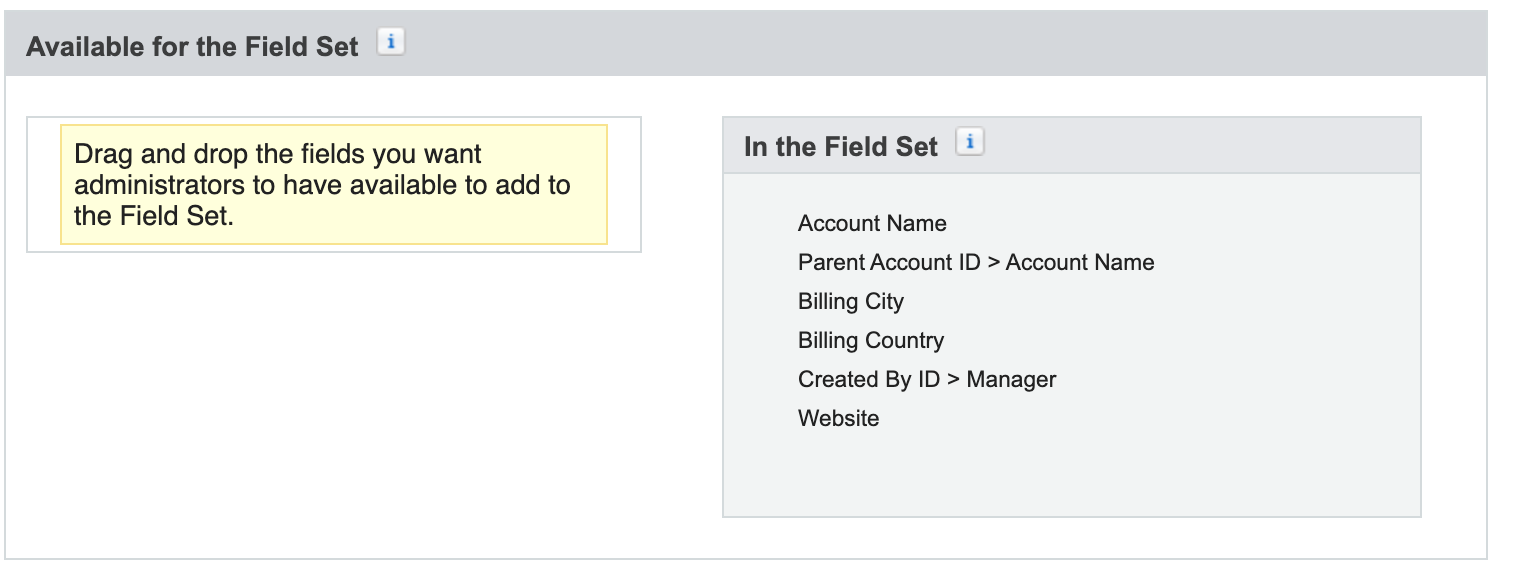 Available for the Field Set i
Drag and drop the fields you want
administrators to have available to add to
the Field Set.
In the Field Set i
Account Name
Parent Account ID > Account Name
Billing City
Billing Country
Created By ID > Manager
Website